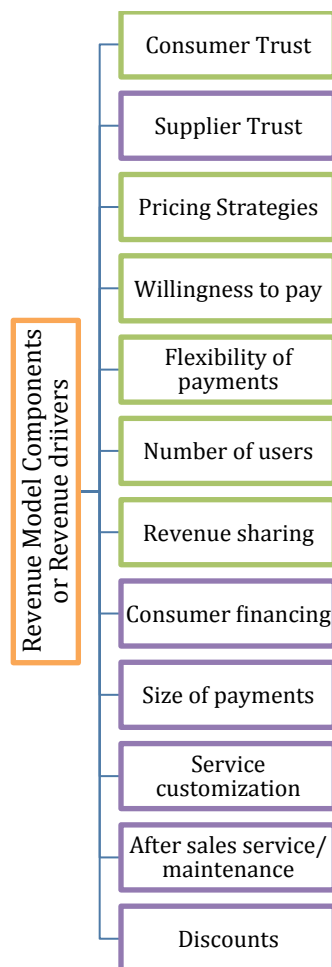 Revenue Model Components
or Revenue driivers
Consumer Trust
Supplier Trust
Pricing Strategies
Willingness to pay
Flexibility of
payments
Number of users
Revenue sharing
Consumer financing
Size of payments
Service
customization
After sales service/
maintenance
Discounts